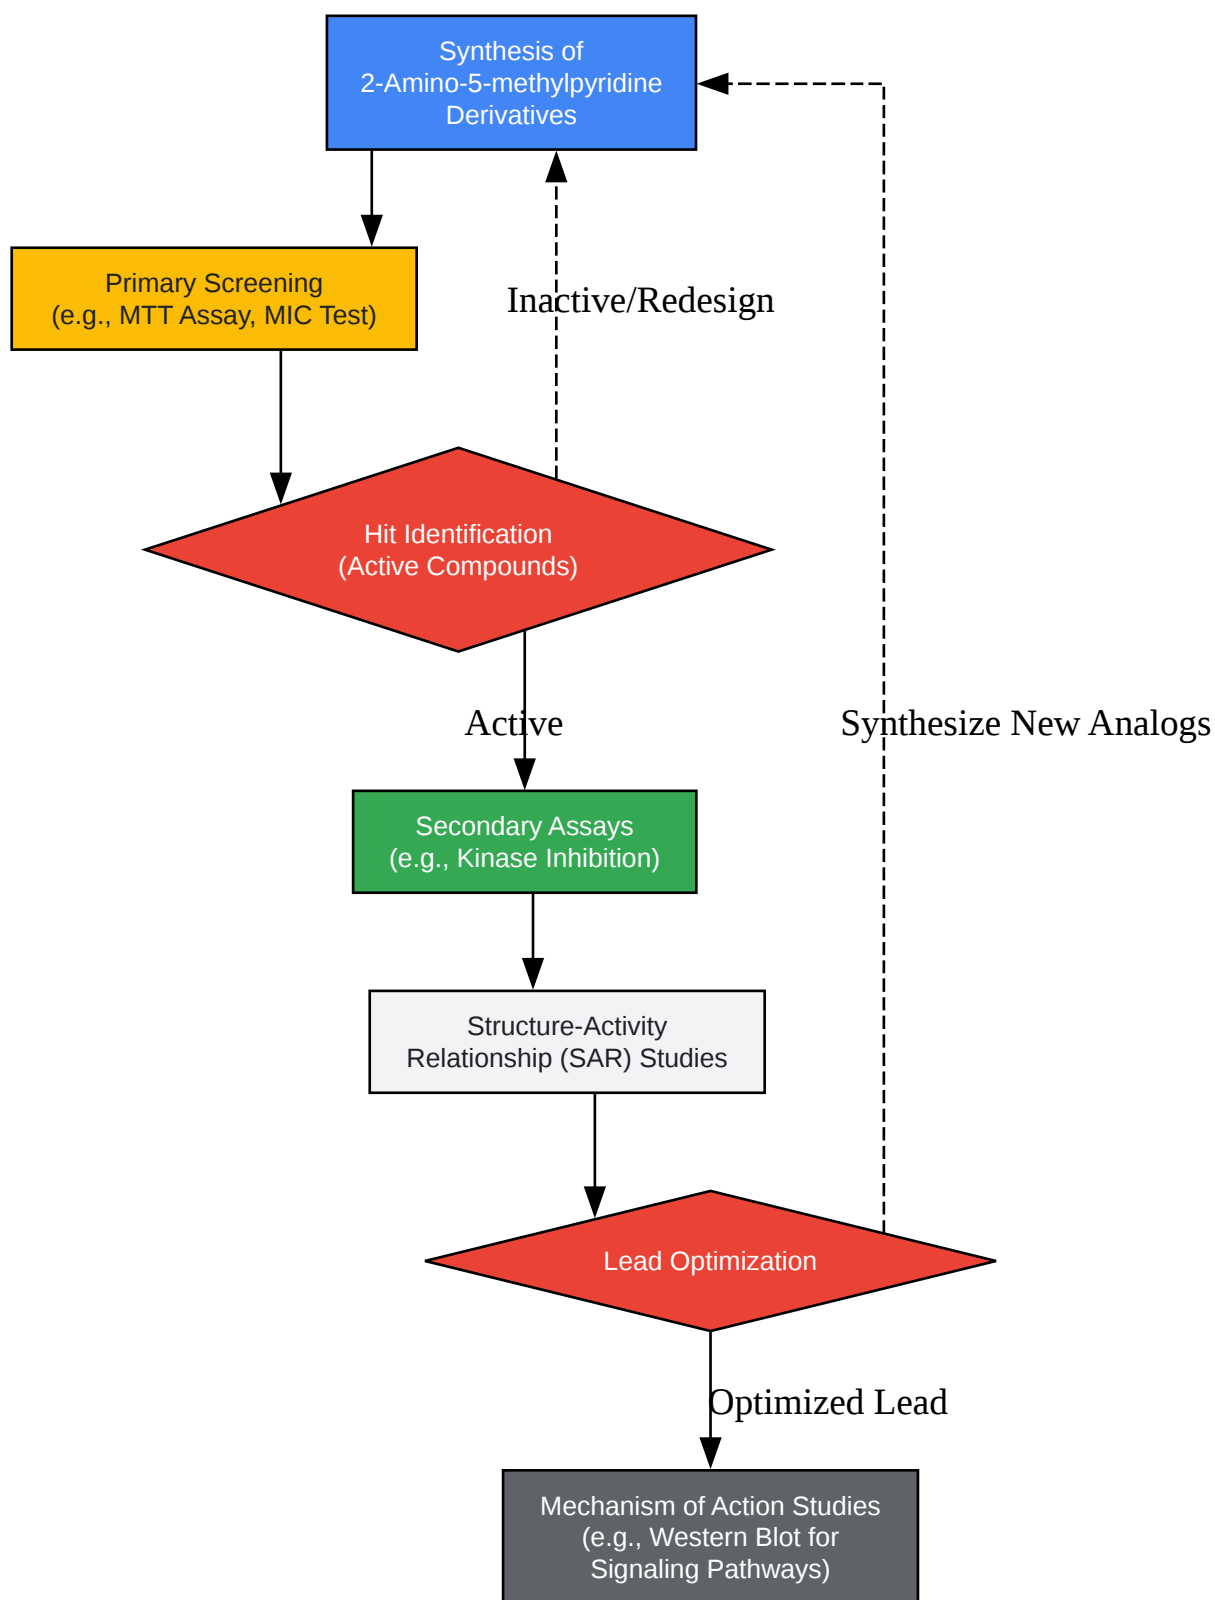 Synthesis of
2-Amino-5-methylpyridine
Derivatives
Primary Screening
(e.g., MTT Assay, MIC Test)
Inactive/Redesign
Hit Identification
(Active Compounds)
Active
Synthesize New Analogs
Secondary Assays
(e.g., Kinase Inhibition)
Structure-Activity
Relationship (SAR) Studies
Lead Optimization
Optimized Lead
Mechanism of Action Studies
(e.g., Western Blot for
Signaling Pathways)